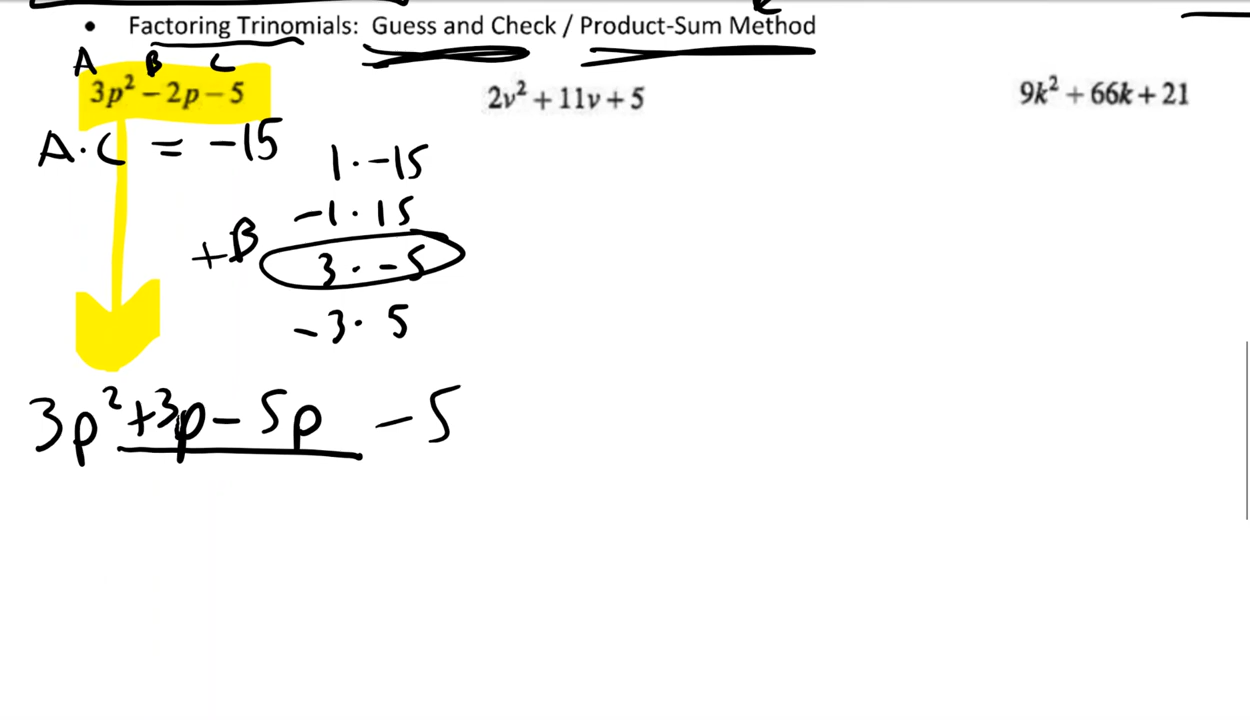 • Factoring Trinomials: Guess and Check / Product-Sum Method
A B C
3p² – 2p – 5
2v² + 11v + 5
9k² + 66k + 21
A · C = -15
1 · -15
-1 · 15
+B
3 · -5
-3 · 5
3p² +3p - 5p - 5